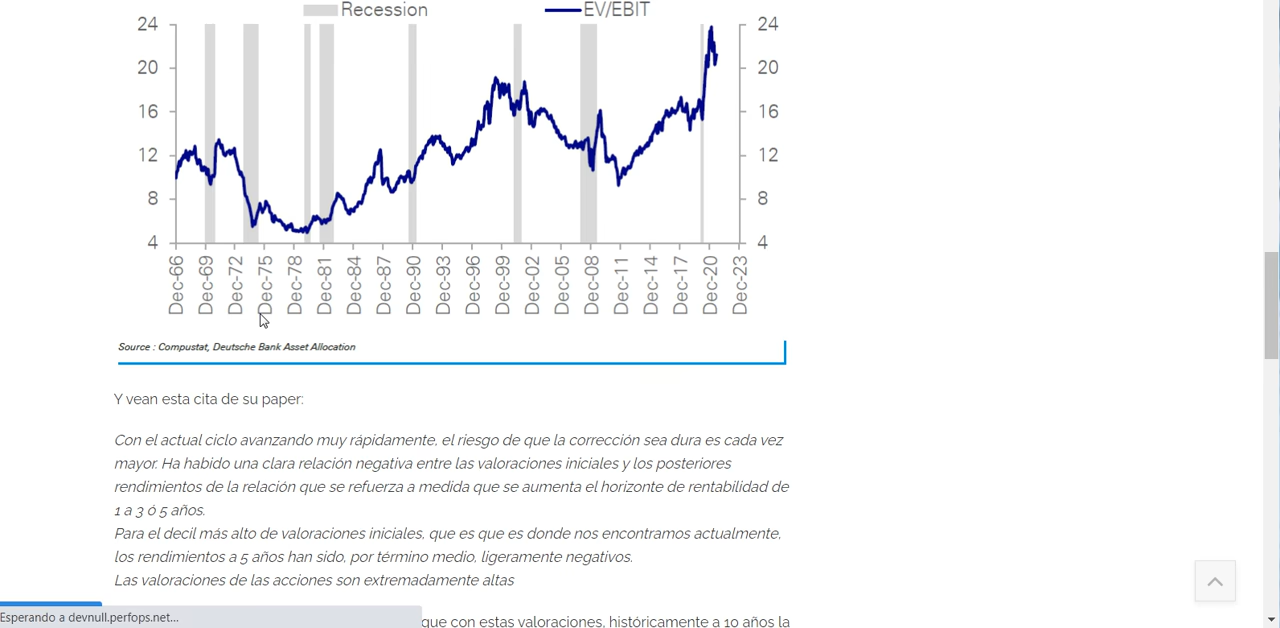 Recession EV/EBIT
24 24
20 20
16 16
12 12
8 8
4 4
Dec-66 Dec-69 Dec-72 Dec-75 Dec-78 Dec-81 Dec-84 Dec-87 Dec-90 Dec-93 Dec-96 Dec-99 Dec-02 Dec-05 Dec-08 Dec-11 Dec-14 Dec-17 Dec-20 Dec-23
Source : Compustat, Deutsche Bank Asset Allocation
Y vean esta cita de su paper:
Con el actual ciclo avanzando muy rápidamente, el riesgo de que la corrección sea dura es cada vez
mayor. Ha habido una clara relación negativa entre las valoraciones iniciales y los posteriores
rendimientos de la relación que se refuerza a medida que se aumenta el horizonte de rentabilidad de
1 a 3 ó 5 años.
Para el decil más alto de valoraciones iniciales, que es que es donde nos encontramos actualmente,
los rendimientos a 5 años han sido, por término medio, ligeramente negativos.
Las valoraciones de las acciones son extremadamente altas
Esperando a devnull.perfops.net...
que con estas valoraciones, históricamente a 10 años la